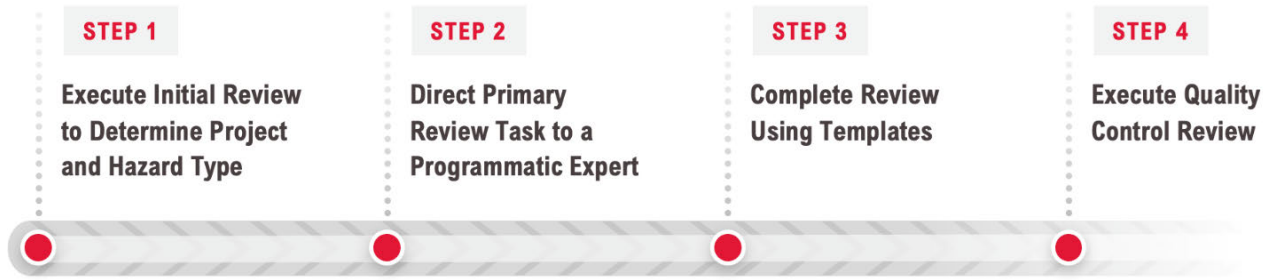 STEP 1
Execute Initial Review
to Determine Project
and Hazard Type
STEP 2
Direct Primary
Review Task to a
Programmatic Expert
STEP 3
Complete Review
Using Templates
STEP 4
Execute Quality
Control Review